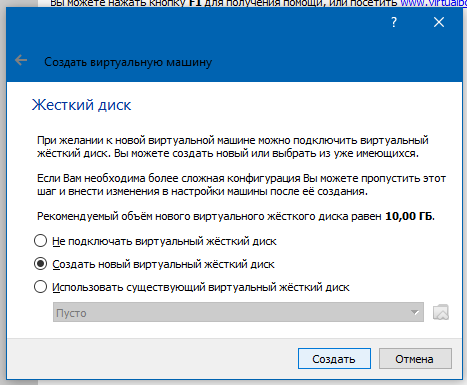 Вы можете нажать кнопку F1 для получения помощи, или посетить www.virtualbo
?
Создать виртуальную машину
Жесткий диск
При желании к новой виртуальной машине можно подключить виртуальный
жёсткий диск. Вы можете создать новый или выбрать из уже имеющихся.
Если Вам необходима более сложная конфигурация Вы можете пропустить этот
шаг и внести изменения в настройки машины после её создания.
Рекомендуемый объём нового виртуального жёсткого диска равен 10,00 ГБ.
Не подключать виртуальный жёсткий диск
Создать новый виртуальный жёсткий диск
Использовать существующий виртуальный жёсткий диск
Пусто
Создать
Отмена